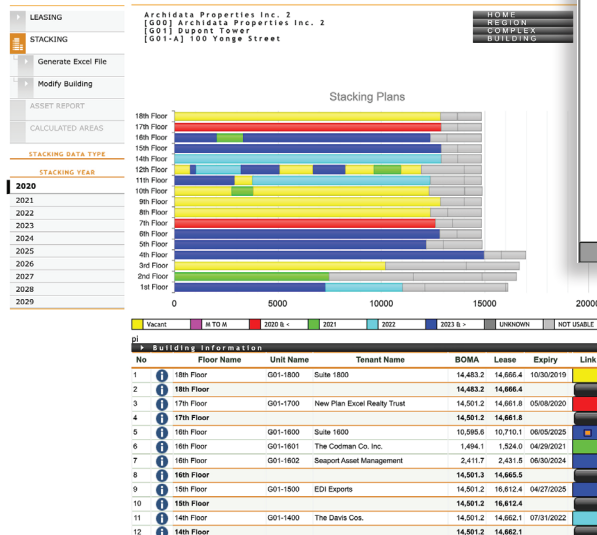 LEASING
STACKING
Generate Excel File
Modify Building
ASSET REPORT
CALCULATED AREAS
STACKING DATA TYPE
STACKING YEAR
2020
2021
2022
2023
2024
2025
2026
2027
2028
2029
Archidata Properties Inc. 2
[G00] Archidata Properties Inc. 2
[G01] Dupont Tower
[G01-A] 100 Yonge Street
HOME
REGION
COMPLEX
BUILDING
Stacking Plans
18th Floor
17th Floor
16th Floor
15th Floor
14th Floor
12th Floor
11th Floor
10th Floor
9th Floor
8th Floor
7th Floor
6th Floor
5th Floor
4th Floor
3rd Floor
2nd Floor
1st Floor
0 5000 10000 15000 20000
Vacant M TO M 2020 & < 2021 2022 2023 & > UNKNOWN NOT USABLE
pi
Building Information
No Floor Name Unit Name Tenant Name BOMA Lease Expiry Link
1 18th Floor G01-1800 Suite 1800 14,483.2 14,666.4 10/30/2019
2 18th Floor 14,483.2 14,666.4
3 17th Floor G01-1700 New Plan Excel Realty Trust 14,501.2 14,661.8 05/08/2020
4 17th Floor 14,501.2 14,661.8
5 16th Floor G01-1600 Suite 1600 10,595.6 10,710.1 06/05/2025
6 16th Floor G01-1601 The Codman Co. Inc. 1,494.1 1,524.0 04/29/2021
7 16th Floor G01-1602 Seaport Asset Management 2,411.7 2,431.5 06/30/2024
8 16th Floor 14,501.3 14,665.5
9 15th Floor G01-1500 EDI Exports 14,501.2 16,612.4 04/27/2025
10 15th Floor 14,501.2 16,612.4
11 14th Floor G01-1400 The Davis Cos. 14,501.2 14,662.1 07/31/2022
12 14th Floor 14,501.2 14,662.1